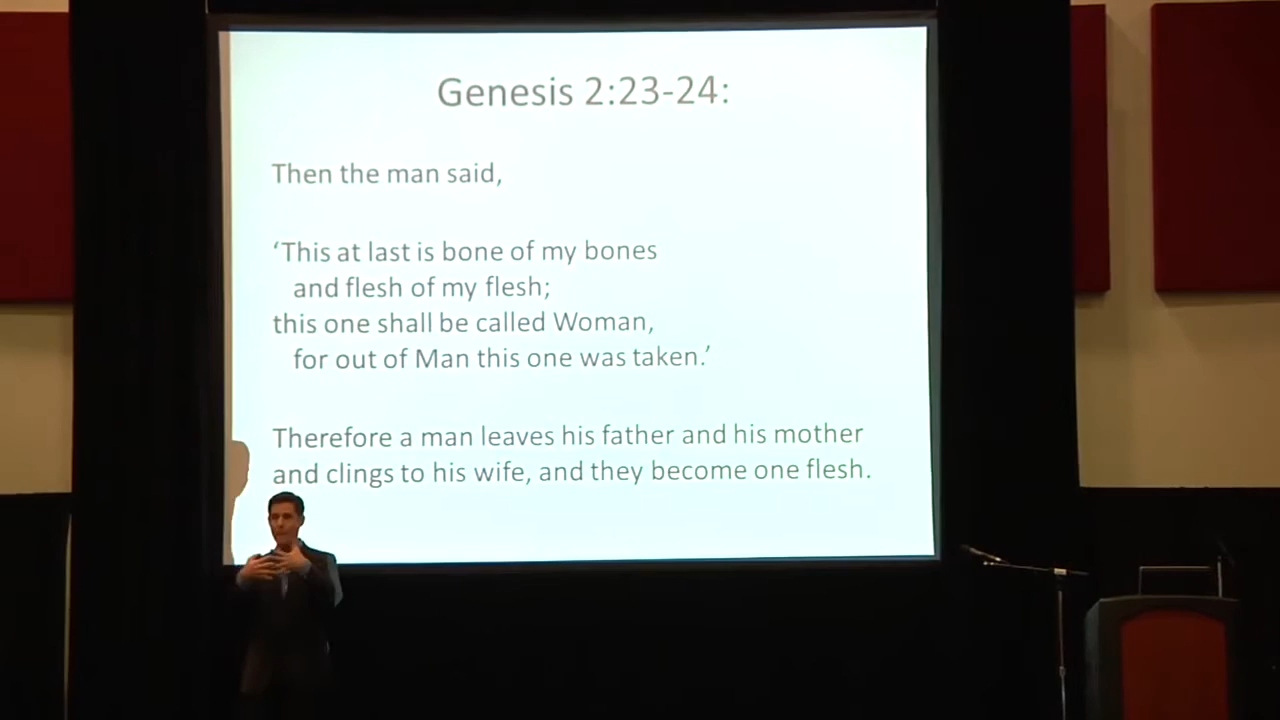 Genesis 2:23-24:
Then the man said,
‘This at last is bone of my bones
and flesh of my flesh;
this one shall be called Woman,
for out of Man this one was taken.’
Therefore a man leaves his father and his mother
and clings to his wife, and they become one flesh.